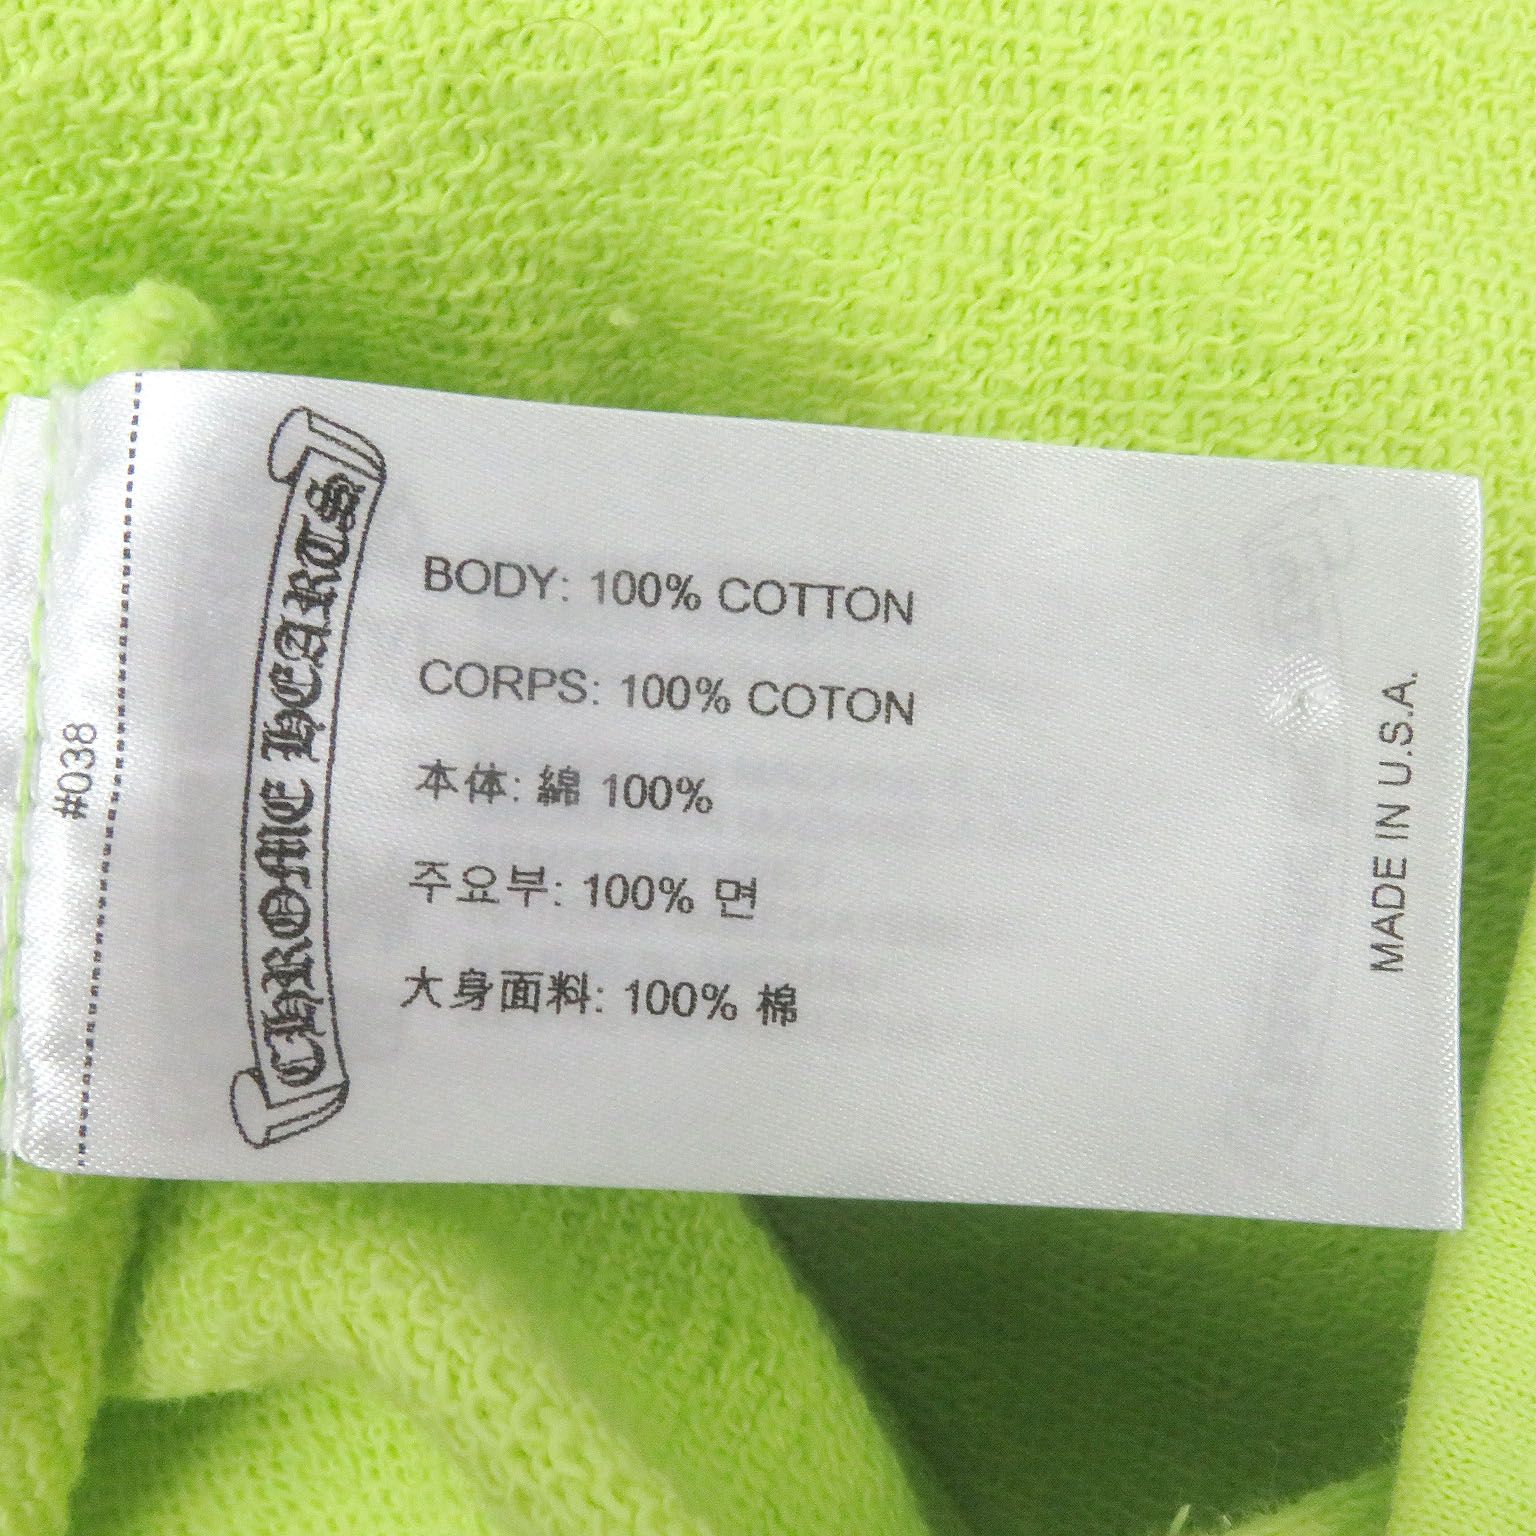 #038
CHROME HEARTS
BODY: 100% COTTON
CORPS: 100% COTON
本体: 綿 100%
주요부: 100% 면
大身面料: 100% 棉
MADE IN U.S.A.